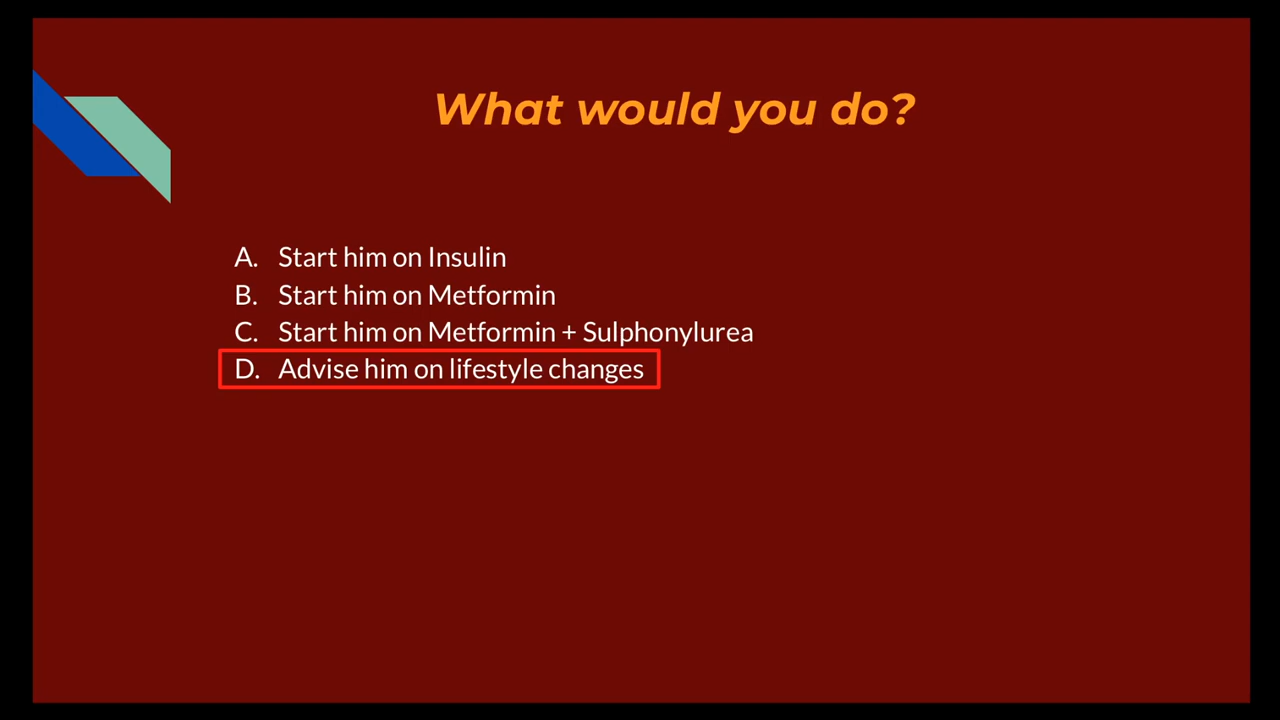 What would you do?
A. Start him on Insulin
B. Start him on Metformin
C. Start him on Metformin + Sulphonylurea
D. Advise him on lifestyle changes